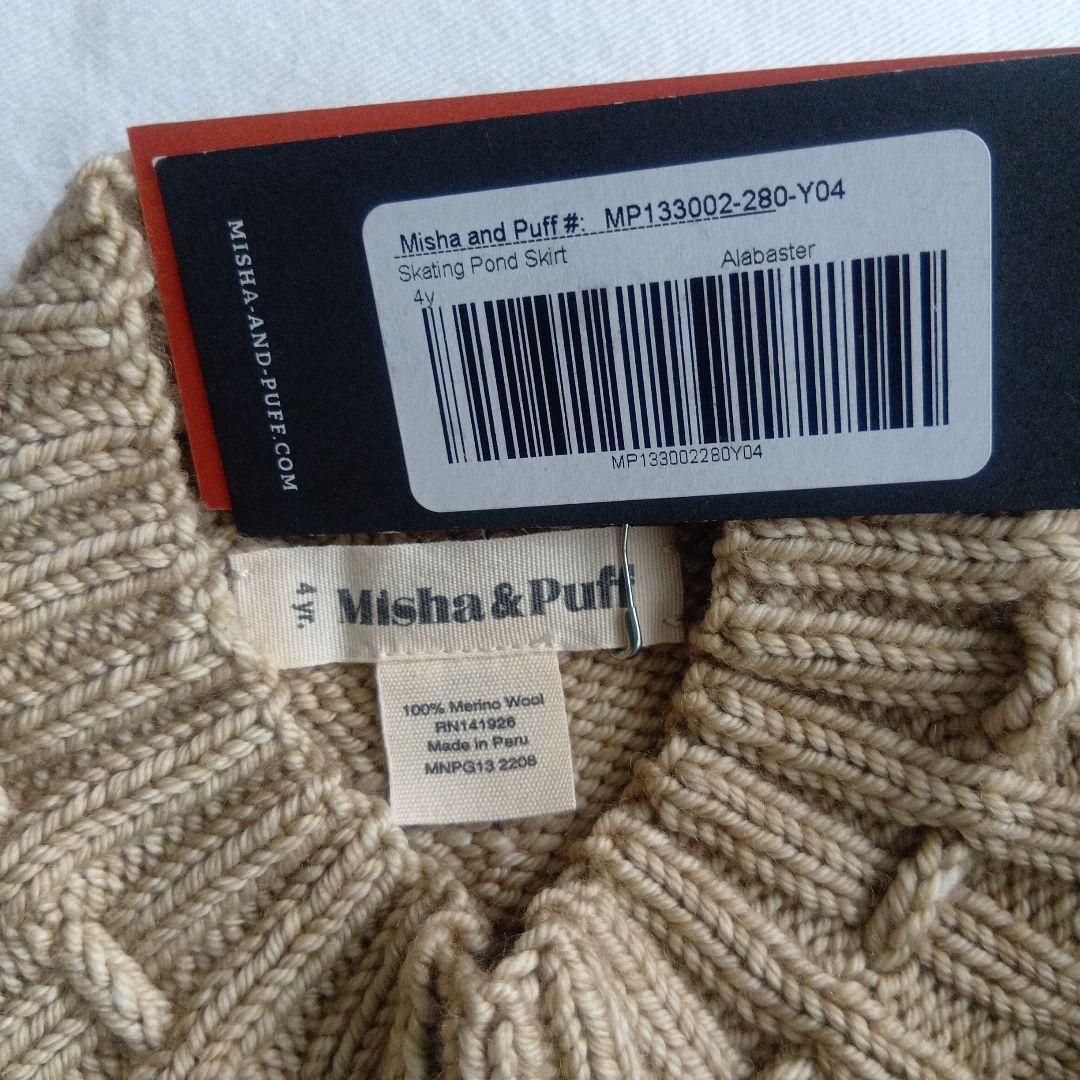 MISHA-AND-PUFF.COM
Misha and Puff #: MP133002-280-Y04
Skating Pond Skirt Alabaster
4y
MP133002280Y04
4 yr.
Misha & Puff
100% Merino Wool
RN141926
Made in Peru
MNPG13 2208